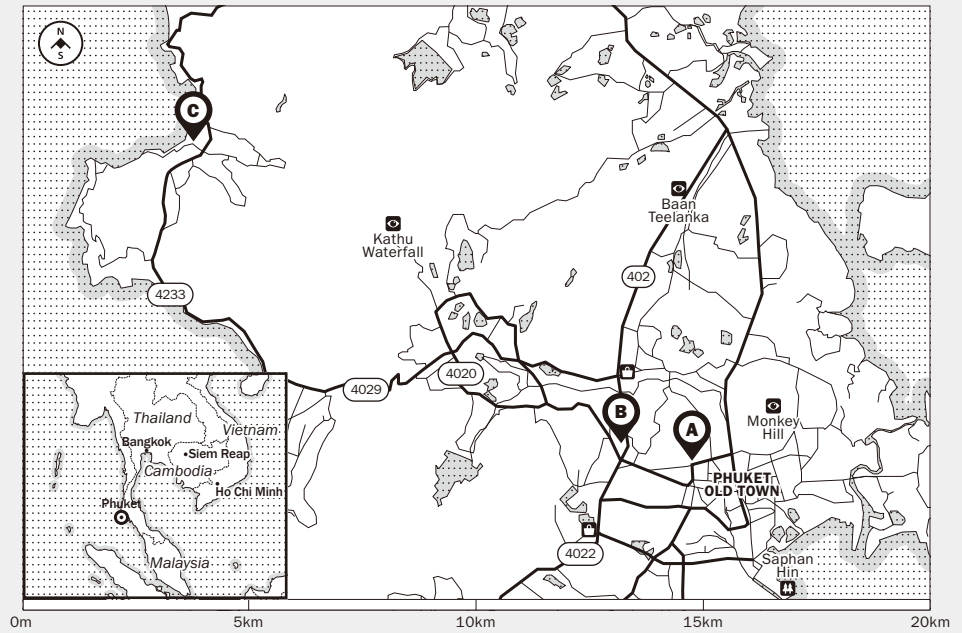 N
S
C
Baan
Teelanka
Kathu
Waterfall
402
4233
4020
4029
B
A
Monkey
Hill
PHUKET
OLD TOWN
4022
Saphan
Hin
Thailand
Vietnam
Bangkok
Siem Reap
Cambodia
Ho Chi Minh
Phuket
Malaysia
0m
5km
10km
15km
20km